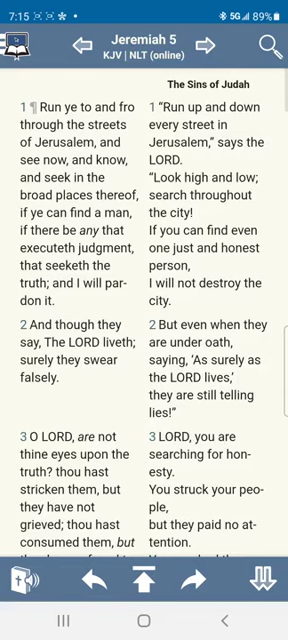 7:15
5G 89%
Jeremiah 5
KJV | NLT (online)
The Sins of Judah
1 ¶ Run ye to and fro
through the streets
of Jerusalem, and
see now, and know,
and seek in the
broad places thereof,
if ye can find a man,
if there be any that
executeth judgment,
that seeketh the
truth; and I will par-
don it.
1 “Run up and down
every street in
Jerusalem,” says the
LORD.
“Look high and low;
search throughout
the city!
If you can find even
one just and honest
person,
I will not destroy the
city.
2 And though they
say, The LORD liveth;
surely they swear
falsely.
2 But even when they
are under oath,
saying, ‘As surely as
the LORD lives,’
they are still telling
lies!”
3 O LORD, are not
thine eyes upon the
truth? thou hast
stricken them, but
they have not
grieved; thou hast
consumed them, but
3 LORD, you are
searching for hon-
esty.
You struck your peo-
ple,
but they paid no at-
tention.